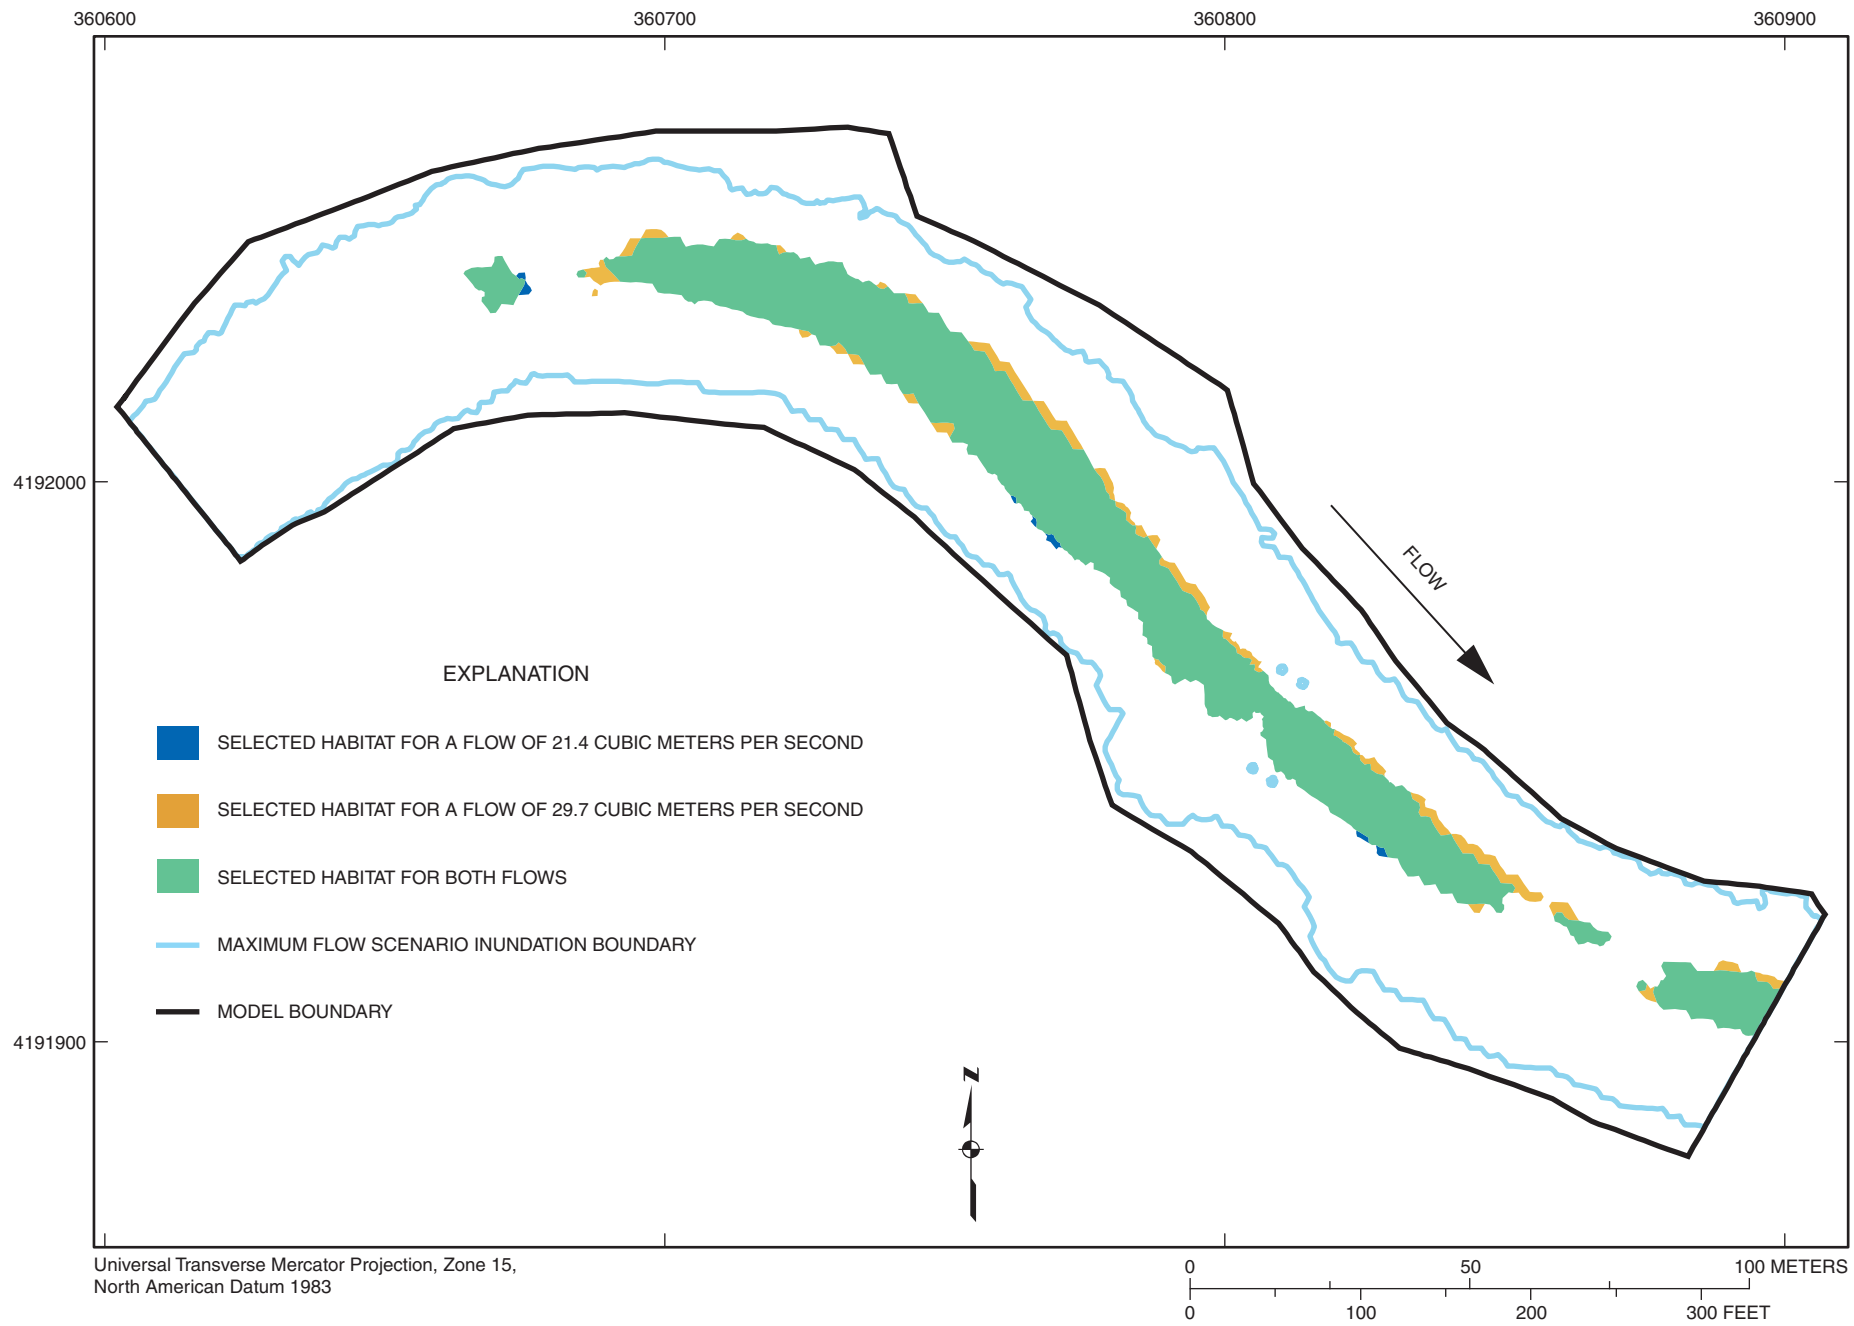 360600 360700 360800 360900
4192000
FLOW
EXPLANATION
SELECTED HABITAT FOR A FLOW OF 21.4 CUBIC METERS PER SECOND
SELECTED HABITAT FOR A FLOW OF 29.7 CUBIC METERS PER SECOND
SELECTED HABITAT FOR BOTH FLOWS
MAXIMUM FLOW SCENARIO INUNDATION BOUNDARY
MODEL BOUNDARY
4191900
N
Universal Transverse Mercator Projection, Zone 15,
North American Datum 1983
0 50 100 METERS
0 100 200 300 FEET